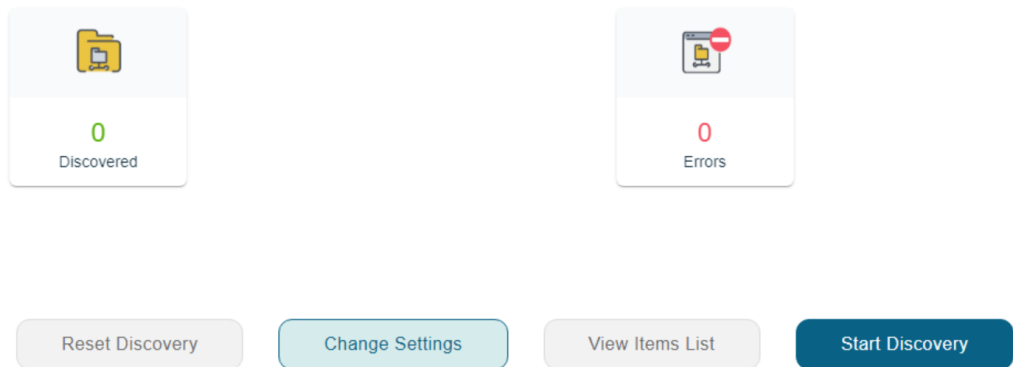 0
Discovered
0
Errors
Reset Discovery
Change Settings
View Items List
Start Discovery